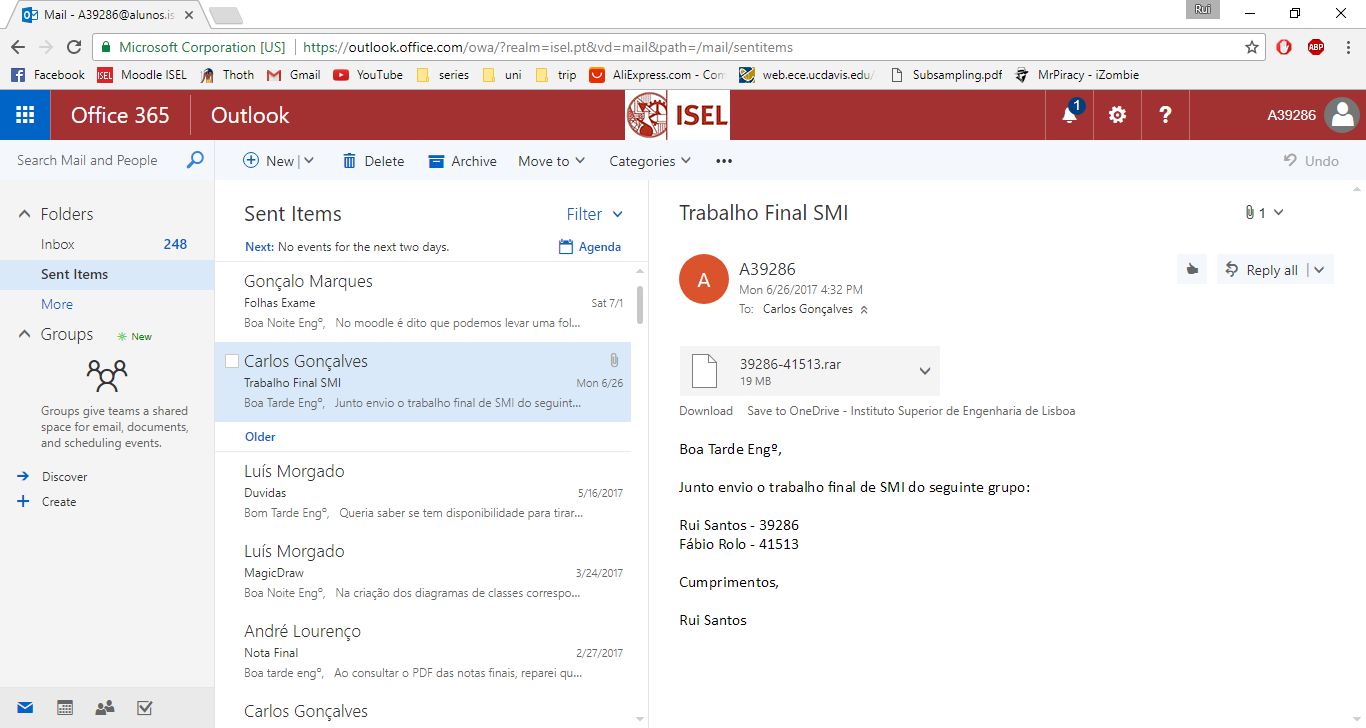 Mail - A39286@alunos.is
Rui
Microsoft Corporation [US]
https://outlook.office.com/owa/?realm=isel.pt&vd=mail&path=/mail/sentitems
ABP
Facebook
ISEL Moodle ISEL
Thoth
Gmail
YouTube
series
uni
trip
AliExpress.com - Com
web.ece.ucdavis.edu/
Subsampling.pdf
MrPiracy - iZombie
Office 365
Outlook
ISEL
1
?
A39286
Search Mail and People
New
Delete
Archive
Move to
Categories
Undo
Folders
Inbox 248
Sent Items
More
Groups
New
Groups give teams a shared
space for email, documents,
and scheduling events.
Discover
Create
Sent Items
Filter
Next: No events for the next two days.
Agenda
Gonçalo Marques
Folhas Exame Sat 7/1
Boa Noite Engº, No moodle é dito que podemos levar uma fol...
Carlos Gonçalves
Trabalho Final SMI Mon 6/26
Boa Tarde Engº, Junto envio o trabalho final de SMI do seguint...
Older
Luís Morgado
Duvidas 5/16/2017
Bom Tarde Engº, Queria saber se tem disponibilidade para tirar...
Luís Morgado
MagicDraw 3/24/2017
Boa Noite Engº, Na criação dos diagramas de classes correspo...
André Lourenço
Nota Final 2/27/2017
Boa tarde engº, Ao consultar o PDF das notas finais, reparei qu...
Carlos Gonçalves
Trabalho Final SMI
1
A
A39286
Mon 6/26/2017 4:32 PM
To: Carlos Gonçalves
Reply all
39286-41513.rar
19 MB
Download Save to OneDrive - Instituto Superior de Engenharia de Lisboa
Boa Tarde Engº,
Junto envio o trabalho final de SMI do seguinte grupo:
Rui Santos - 39286
Fábio Rolo - 41513
Cumprimentos,
Rui Santos